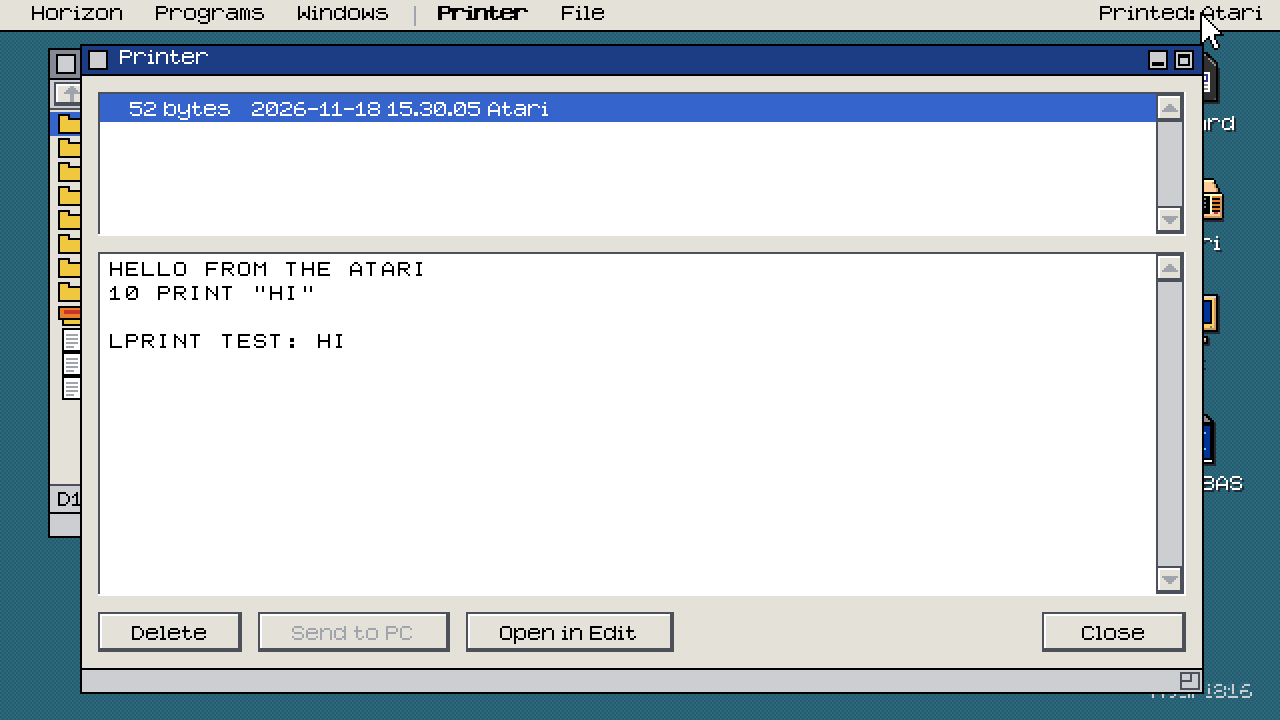 Horizon Programs Windows | Printer File Printed: Atari
Printer
52 bytes 2026-11-18 15.30.05 Atari
HELLO FROM THE ATARI
10 PRINT "HI"
LPRINT TEST: HI
D1
BAS
Delete Send to PC Open in Edit Close